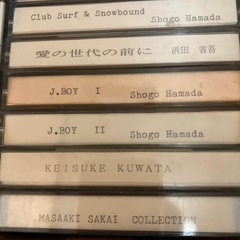 Club Surf & Snowbound Shogo Hamada
愛の世代の前に 浜田 省吾
J.BOY I Shogo Hamada
J.BOY II Shogo Hamada
KEISUKE KUWATA
MASAAKI SAKAI COLLECTION